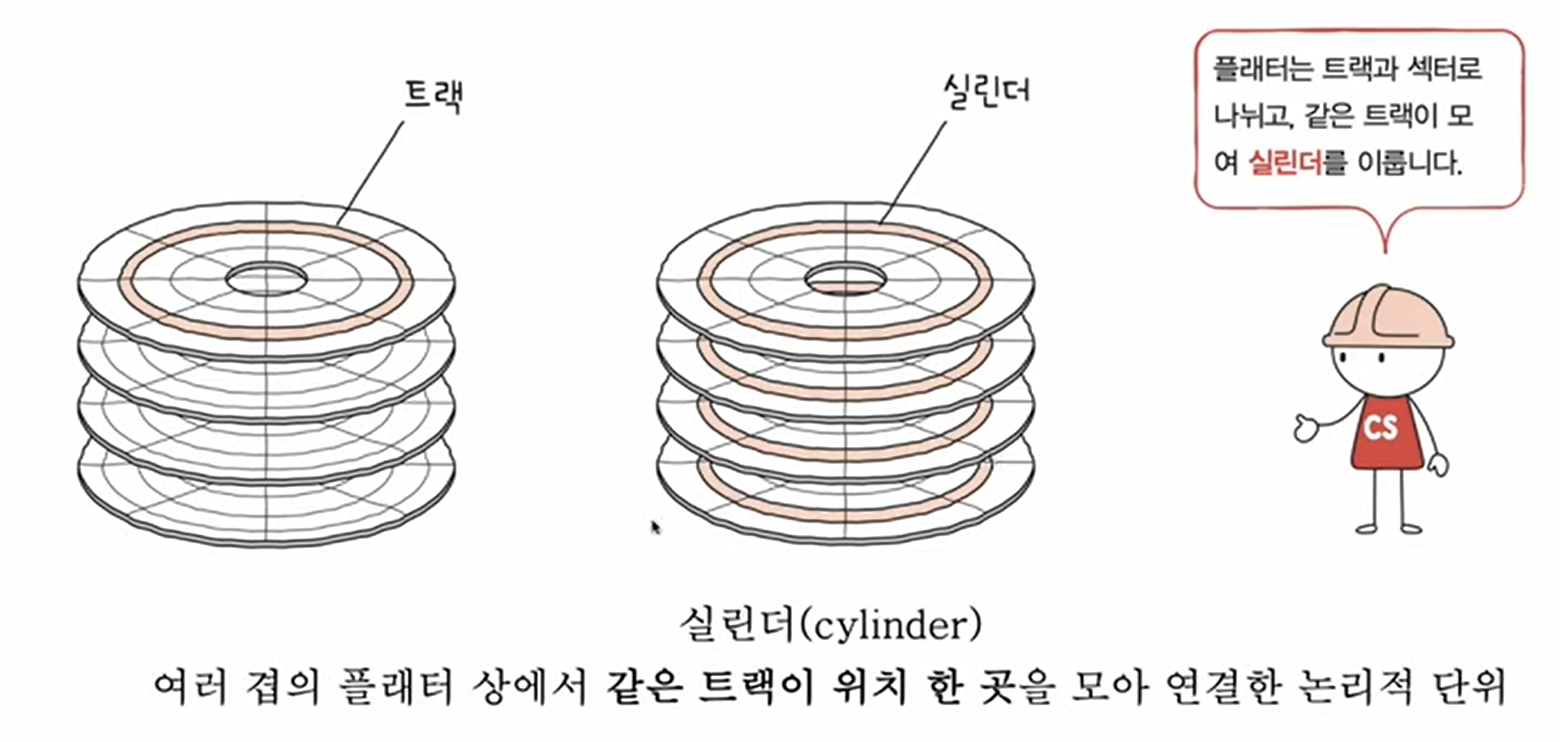 트랙
실린더
플래터는 트랙과 섹터로
나뉘고, 같은 트랙이 모
여 실린더를 이룹니다.
CS
실린더(cylinder)
여러 겹의 플래터 상에서 같은 트랙이 위치 한 곳을 모아 연결한 논리적 단위